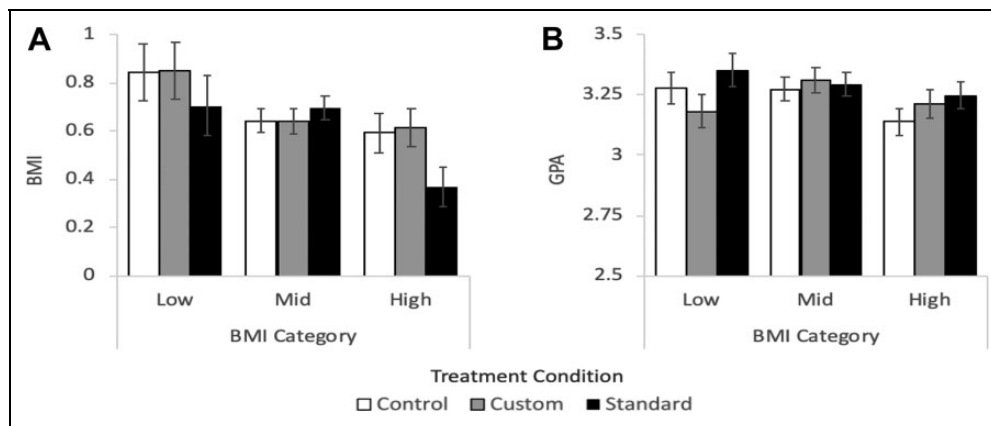 A
BMI
1
0.8
0.6
0.4
0.2
0
Low Mid High
BMI Category
B
GPA
3.5
3.25
3
2.75
2.5
Low Mid High
BMI Category
Treatment Condition
Control Custom Standard